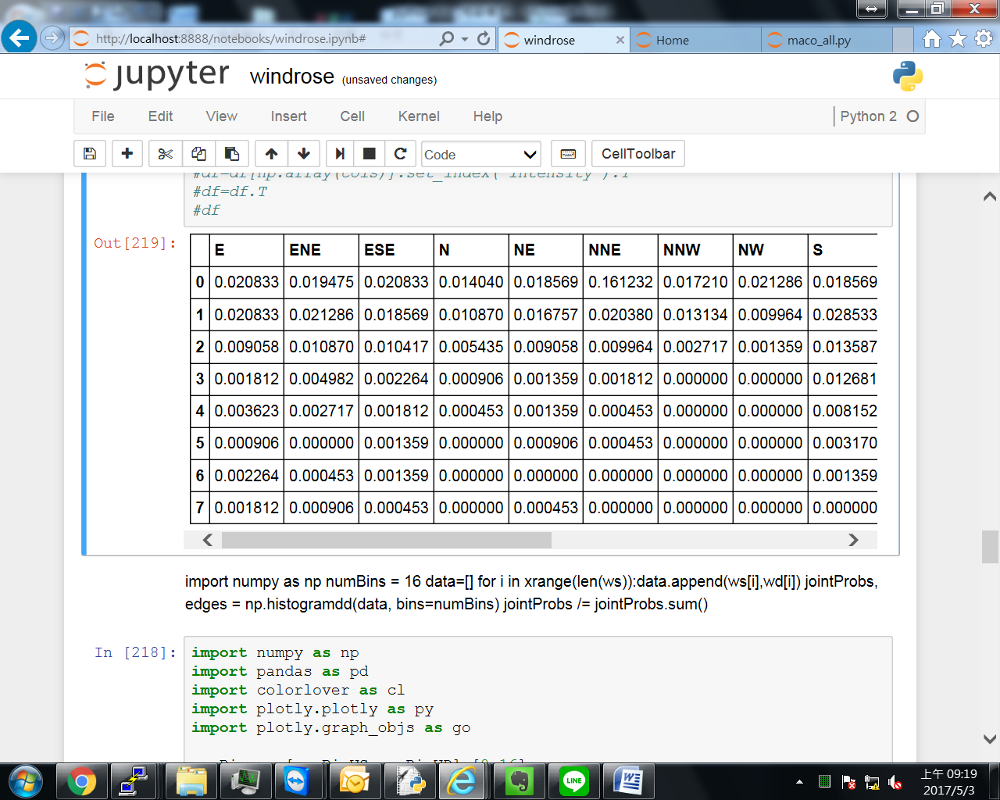 http://localhost:8888/notebooks/windrose.ipynb#
windrose
Home
maco_all.py
jupyter windrose (unsaved changes)
File Edit View Insert Cell Kernel Help Python 2
Code CellToolbar
#df=df[np.array(cols)].set_index('intensity').T
#df=df.T
#df
Out[219]:
E ENE ESE N NE NNE NNW NW S
0 0.020833 0.019475 0.020833 0.014040 0.018569 0.161232 0.017210 0.021286 0.018569
1 0.020833 0.021286 0.018569 0.010870 0.016757 0.020380 0.013134 0.009964 0.028533
2 0.009058 0.010870 0.010417 0.005435 0.009058 0.009964 0.002717 0.001359 0.013587
3 0.001812 0.004982 0.002264 0.000906 0.001359 0.001812 0.000000 0.000000 0.012681
4 0.003623 0.002717 0.001812 0.000453 0.001359 0.000453 0.000000 0.000000 0.008152
5 0.000906 0.000000 0.001359 0.000000 0.000906 0.000453 0.000000 0.000000 0.003170
6 0.002264 0.000453 0.001359 0.000000 0.000000 0.000000 0.000000 0.000000 0.001359
7 0.001812 0.000906 0.000453 0.000000 0.000453 0.000000 0.000000 0.000000 0.000000
import numpy as np numBins = 16 data=[] for i in xrange(len(ws)):data.append(ws[i],wd[i]) jointProbs,
edges = np.histogramdd(data, bins=numBins) jointProbs /= jointProbs.sum()
In [218]:
import numpy as np
import pandas as pd
import colorlover as cl
import plotly.plotly as py
import plotly.graph_objs as go
LINE
上午 09:19
2017/5/3